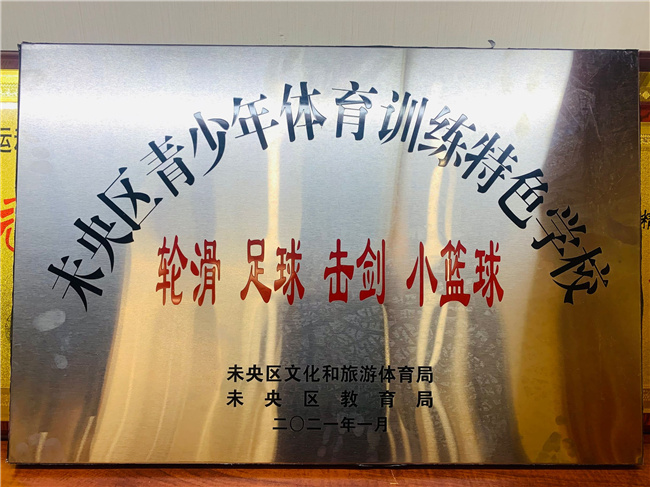 未央区青少年体育训练特色学校
轮滑 足球 击剑 小篮球
未央区文化和旅游体育局
未央区教育局
二〇二一年一月
运
精